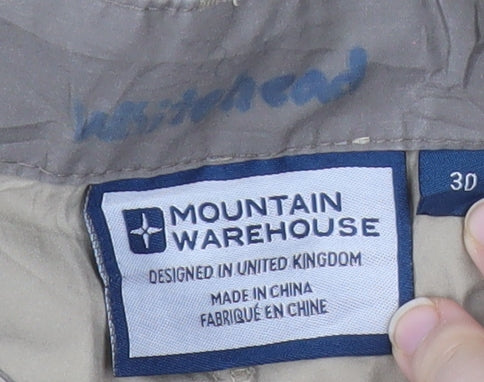 Whitehead
MOUNTAIN
WAREHOUSE
DESIGNED IN UNITED KINGDOM
MADE IN CHINA
FABRIQUÉ EN CHINE
30